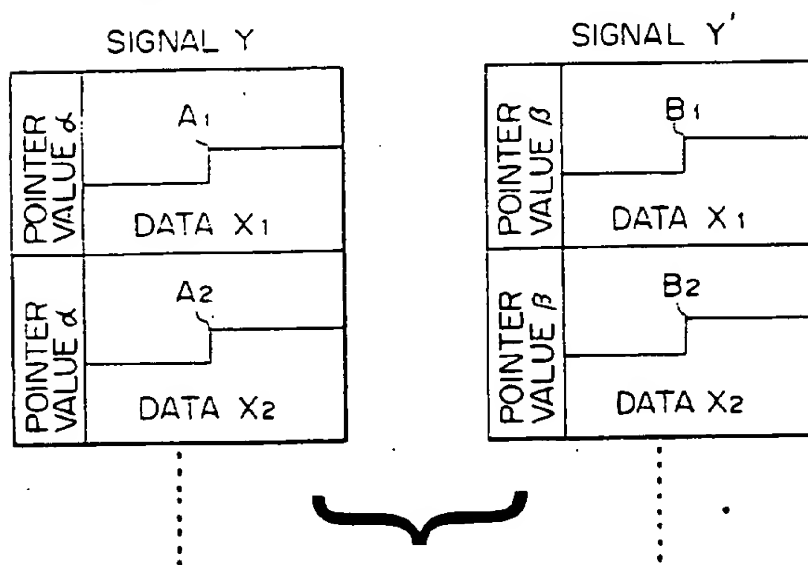 SIGNAL Y
POINTER
VALUE α
A1
DATA X1
POINTER
VALUE α
A2
DATA X2
SIGNAL Y'
POINTER
VALUE β
B1
DATA X1
POINTER
VALUE β
B2
DATA X2